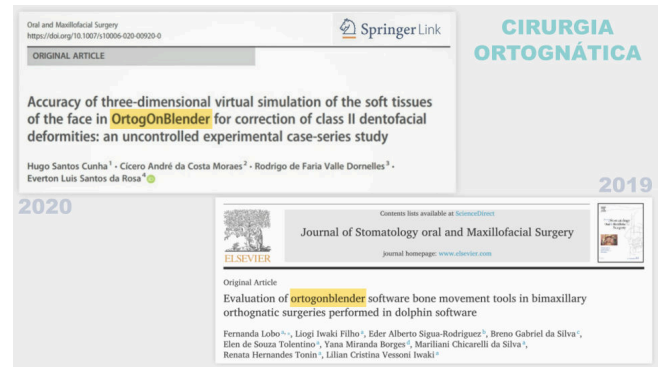 Oral and Maxillofacial Surgery
https://doi.org/10.1007/s10006-020-00920-0
Springer Link
CIRURGIA
ORTOGNÁTICA
ORIGINAL ARTICLE
Accuracy of three-dimensional virtual simulation of the soft tissues
of the face in OrtogOnBlender for correction of class II dentofacial
deformities: an uncontrolled experimental case-series study
Hugo Santos Cunha 1 · Cícero André da Costa Moraes 2 · Rodrigo de Faria Valle Dornelles 3 ·
Everton Luis Santos da Rosa 4
2019
2020
Contents lists available at ScienceDirect
Journal of Stomatology oral and Maxillofacial Surgery
journal homepage: www.elsevier.com
ELSEVIER
Original Article
Evaluation of ortogonblender software bone movement tools in bimaxillary
orthognatic surgeries performed in dolphin software
Fernanda Lobo a,*, Liogi Iwaki Filho a, Eder Alberto Sigua-Rodriguez b, Breno Gabriel da Silva c,
Elen de Souza Tolentino a, Yana Miranda Borges d, Mariliani Chicarelli da Silva a,
Renata Hernandes Tonin a, Lilian Cristina Vessoni Iwaki a